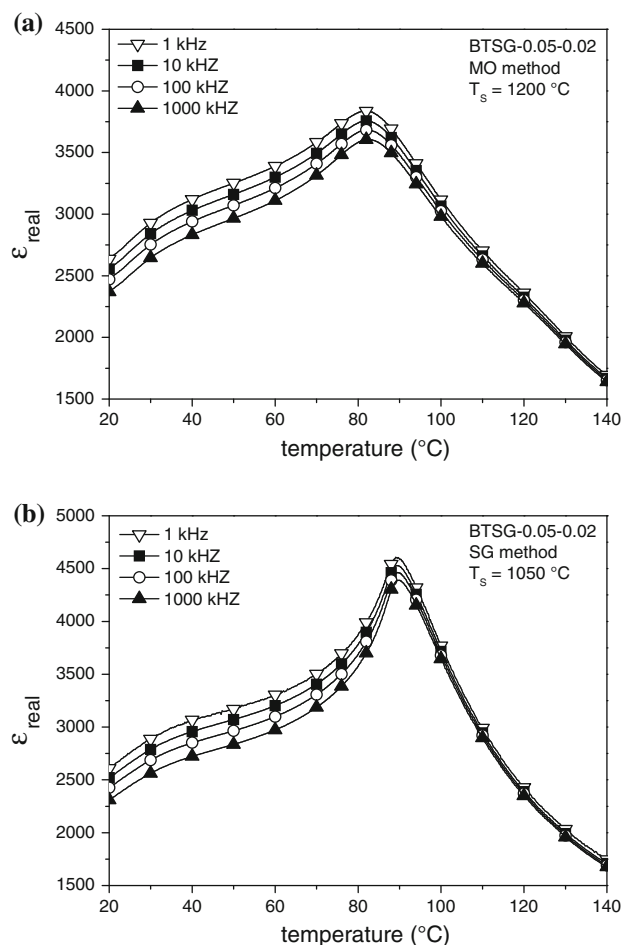 (a)
1 kHz
10 kHZ
100 kHZ
1000 kHZ
BTSG-0.05-0.02
MO method
T_S = 1200 °C
4500
4000
3500
3000
2500
2000
1500
ε_real
20 40 60 80 100 120 140
temperature (°C)
(b)
1 kHz
10 kHZ
100 kHZ
1000 kHZ
BTSG-0.05-0.02
SG method
T_S = 1050 °C
5000
4500
4000
3500
3000
2500
2000
1500
ε_real
20 40 60 80 100 120 140
temperature (°C)